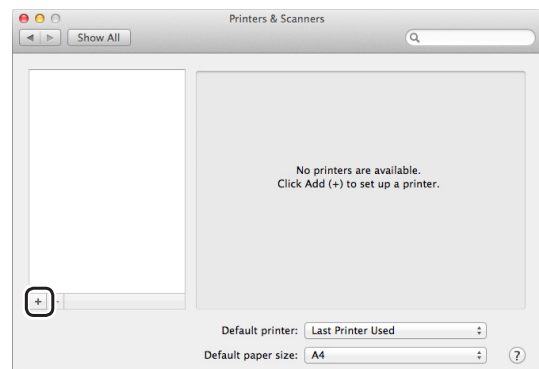 Printers & Scanners
Show All
No printers are available.
Click Add (+) to set up a printer.
+ -
Default printer: Last Printer Used
Default paper size: A4 ?